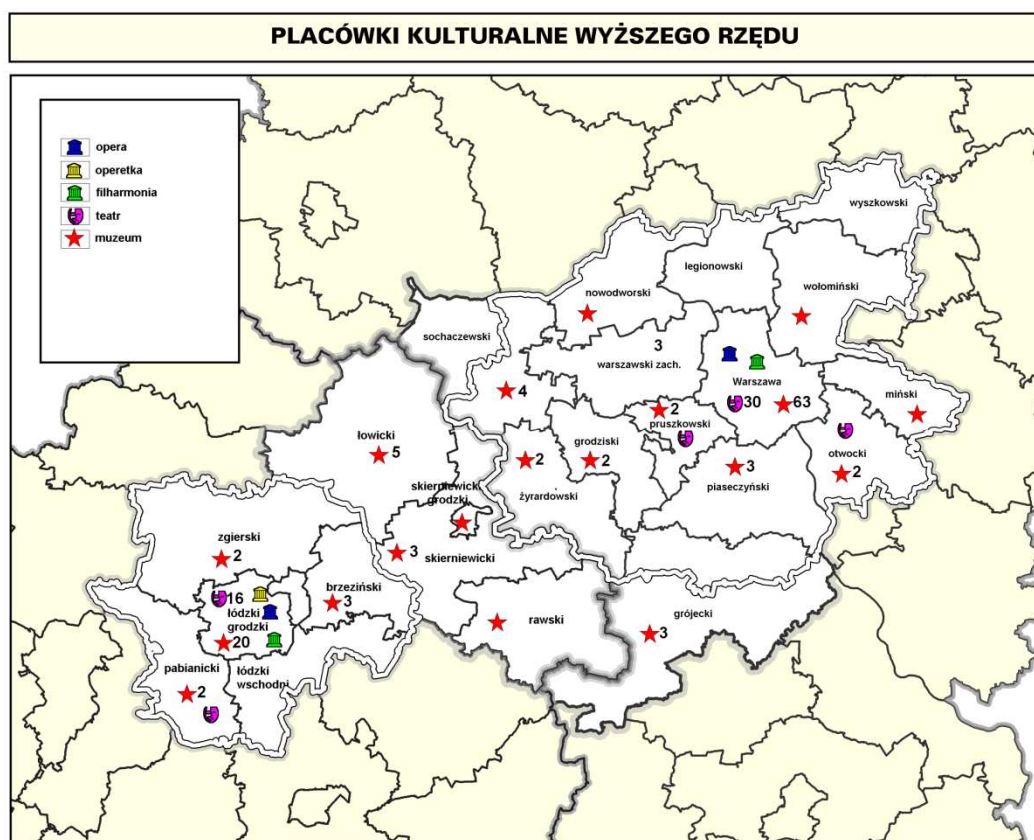 PLACÓWKI KULTURALNE WYŻSZEGO RZĘDU
opera
operetka
filharmonia
teatr
muzeum
wyszkowski
legionowski
wołomiński
nowodworski
sochaczewski
3
warszawski zach.
Warszawa
30
63
miński
4
2
pruszkowski
łowicki
5
grodziski
2
2
żyrardowski
3
piaseczyński
otwocki
2
skierniewicki
grodzki
zgierski
2
3
skierniewicki
brzeziński
3
16
łódzki
grodzki
20
rawski
grójecki
3
pabianicki
2
łódzki
wschodni